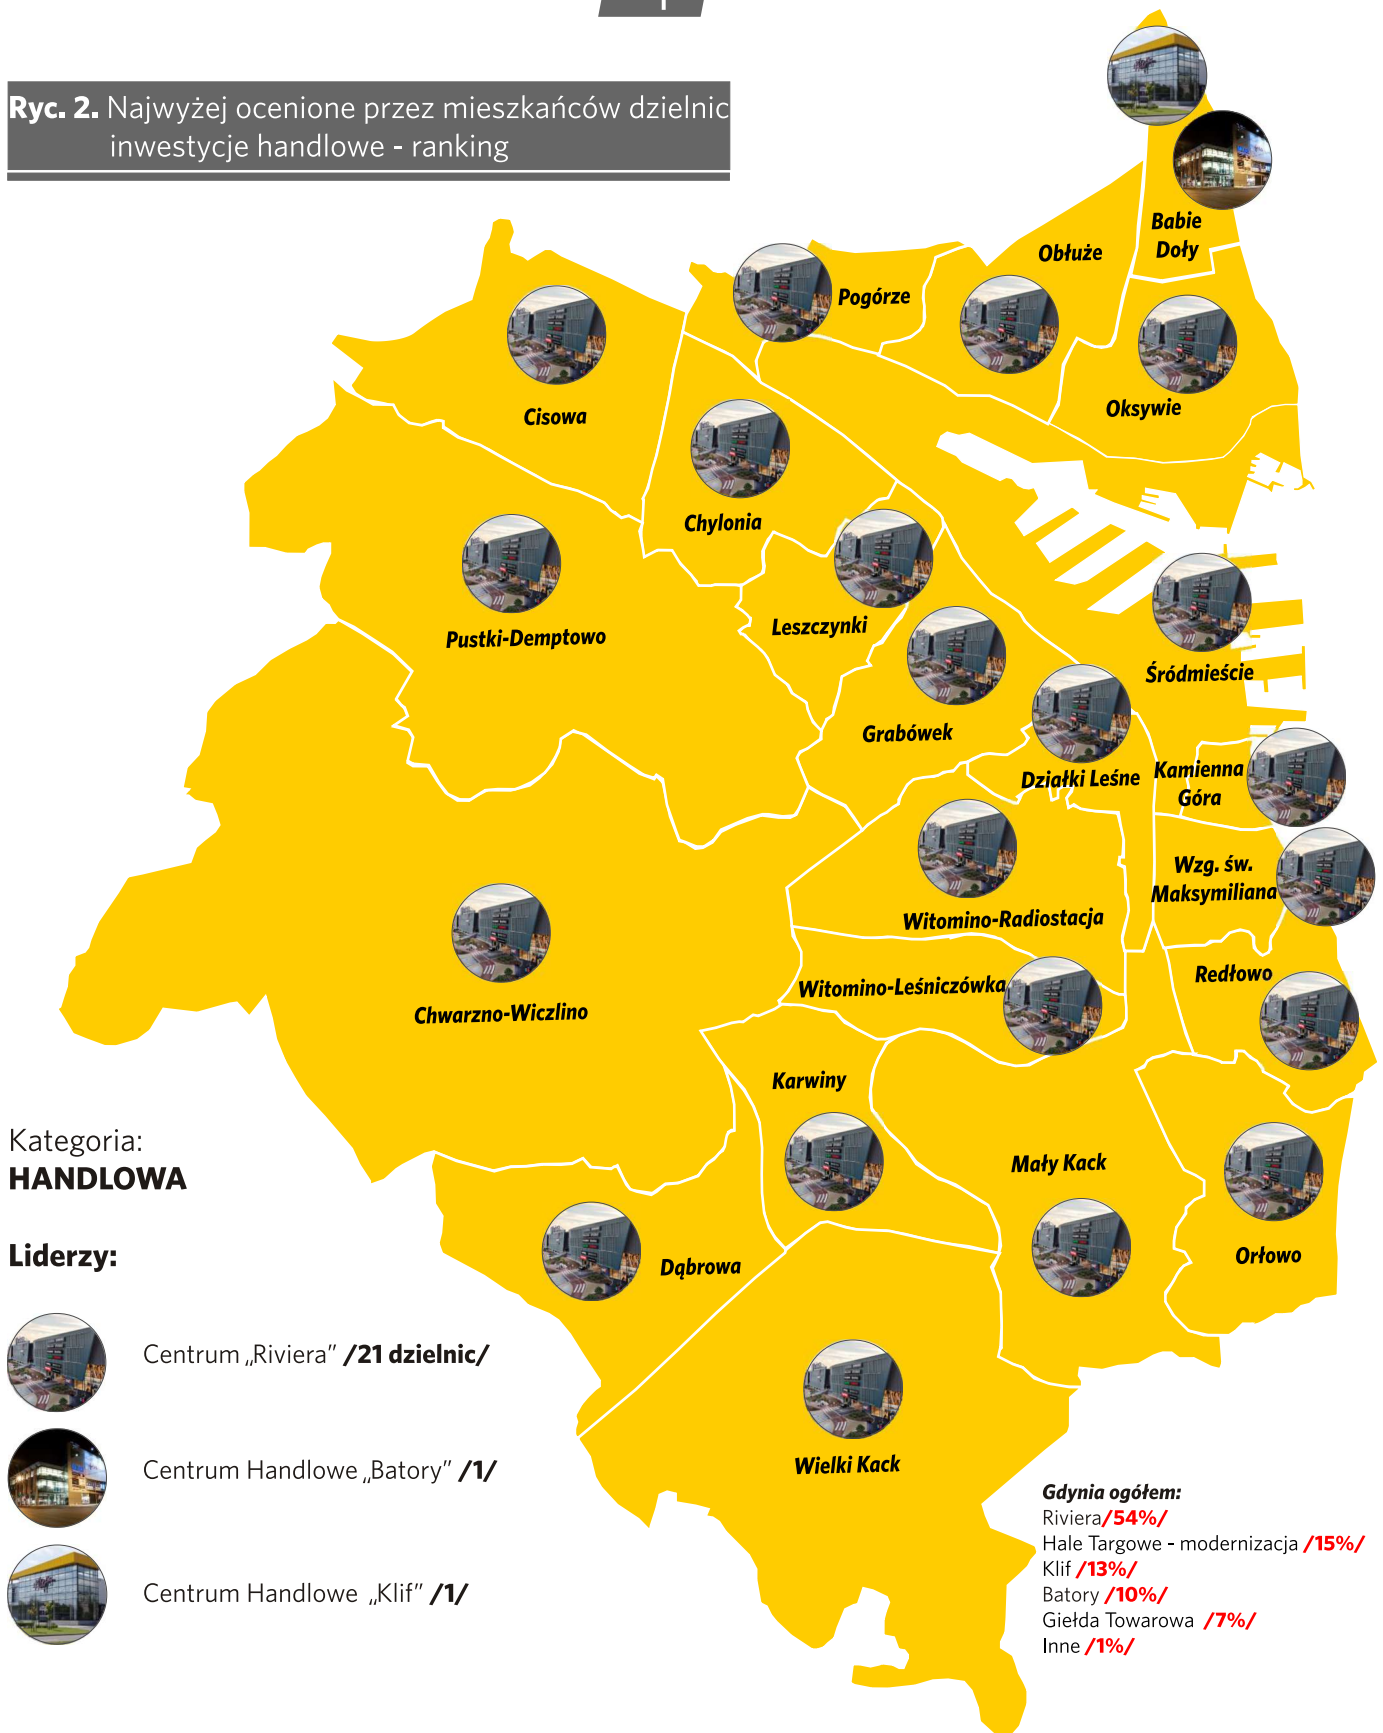 Ryc. 2. Najwyżej ocenione przez mieszkańców dzielnic
inwestycje handlowe - ranking
Babie
Doły
Obłuże
Pogórze
Oksywie
Cisowa
Chylonia
Leszczynki
Pustki-Demptowo
Śródmieście
Grabówek
Działki Leśne
Kamienna
Góra
Wzg. św.
Maksymiliana
Witomino-Radiostacja
Redłowo
Witomino-Leśniczówka
Chwarzno-Wiczlino
Karwiny
Mały Kack
Orłowo
Dąbrowa
Wielki Kack
Kategoria:
HANDLOWA
Liderzy:
Centrum „Riviera” /21 dzielnic/
Centrum Handlowe „Batory” /1/
Centrum Handlowe „Klif” /1/
Gdynia ogółem:
Riviera/54%/
Hale Targowe - modernizacja /15%/
Klif /13%/
Batory /10%/
Giełda Towarowa /7%/
Inne /1%/